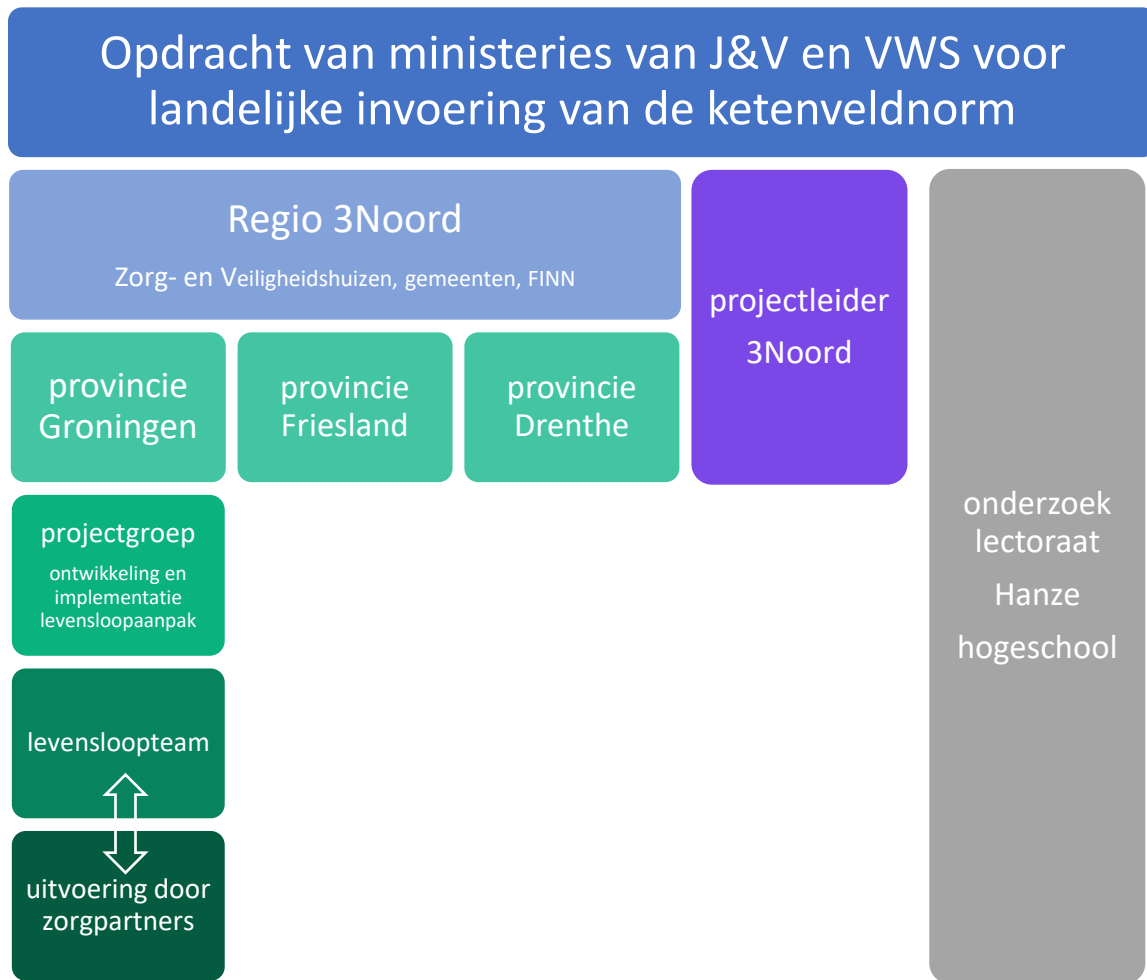 Opdracht van ministeries van J&V en VWS voor
landelijke invoering van de ketenveldnorm
Regio 3Noord
Zorg- en Veiligheidshuizen, gemeenten, FINN
projectleider
3Noord
provincie
Groningen
provincie
Friesland
provincie
Drenthe
projectgroep
ontwikkeling en
implementatie
levensloopaanpak
levensloopteam
uitvoering door
zorgpartners
onderzoek
lectoraat
Hanze
hogeschool